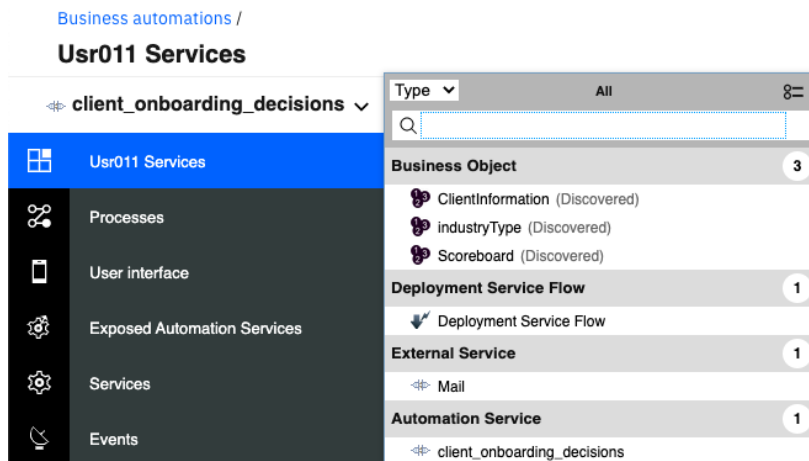 Business automations /
Usr011 Services
client_onboarding_decisions
Usr011 Services
Processes
User interface
Exposed Automation Services
Services
Events
Type All
Business Object 3
ClientInformation (Discovered)
industryType (Discovered)
Scoreboard (Discovered)
Deployment Service Flow 1
Deployment Service Flow
External Service 1
Mail
Automation Service 1
client_onboarding_decisions